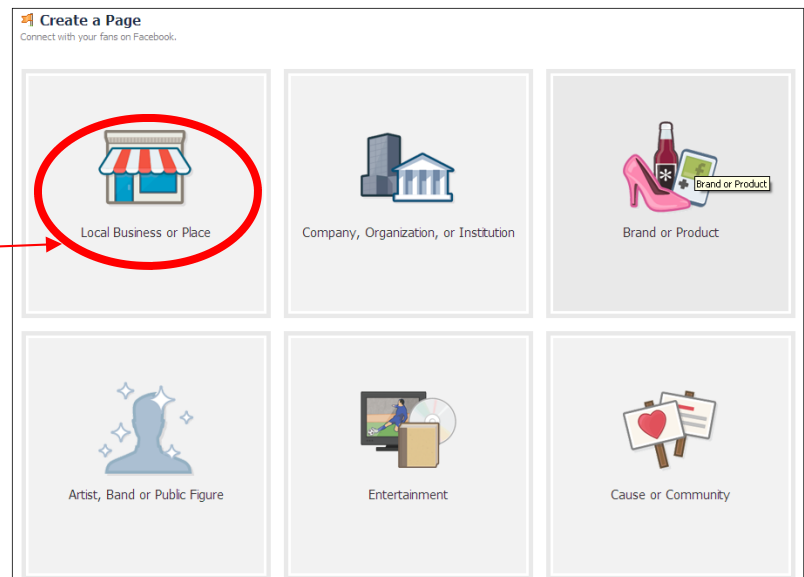 Create a Page
Connect with your fans on Facebook.
Local Business or Place
Company, Organization, or Institution
Brand or Product
Brand or Product
Artist, Band or Public Figure
Entertainment
Cause or Community